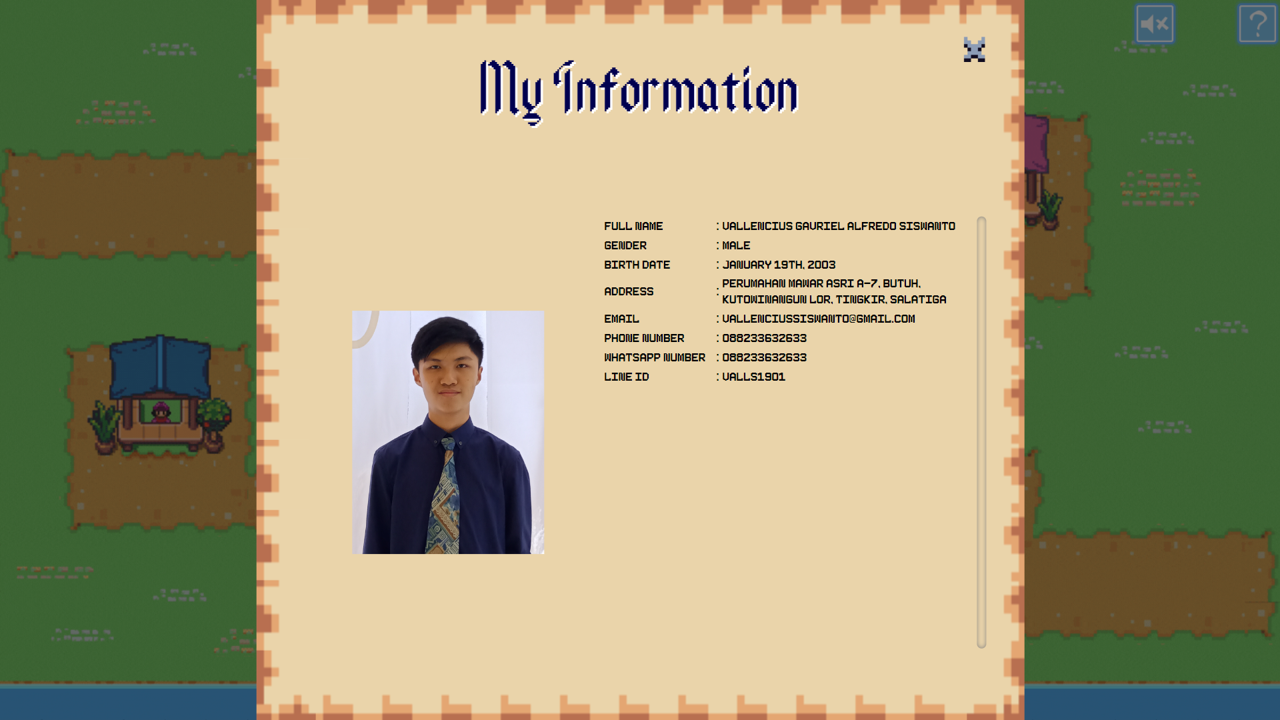 My Information
FULL NAME : VALLENCIUS GAVRIEL ALFREDO SISWANTO
GENDER : MALE
BIRTH DATE : JANUARY 19TH, 2003
ADDRESS : PERUMAHAN MAWAR ASRI A-7, BUTUH,
KUTOWINANGUN LOR, TINGKIR, SALATIGA
EMAIL : VALLENCIUSSISWANTO@GMAIL.COM
PHONE NUMBER : 088233632633
WHATSAPP NUMBER : 088233632633
LINE ID : VALLS1901